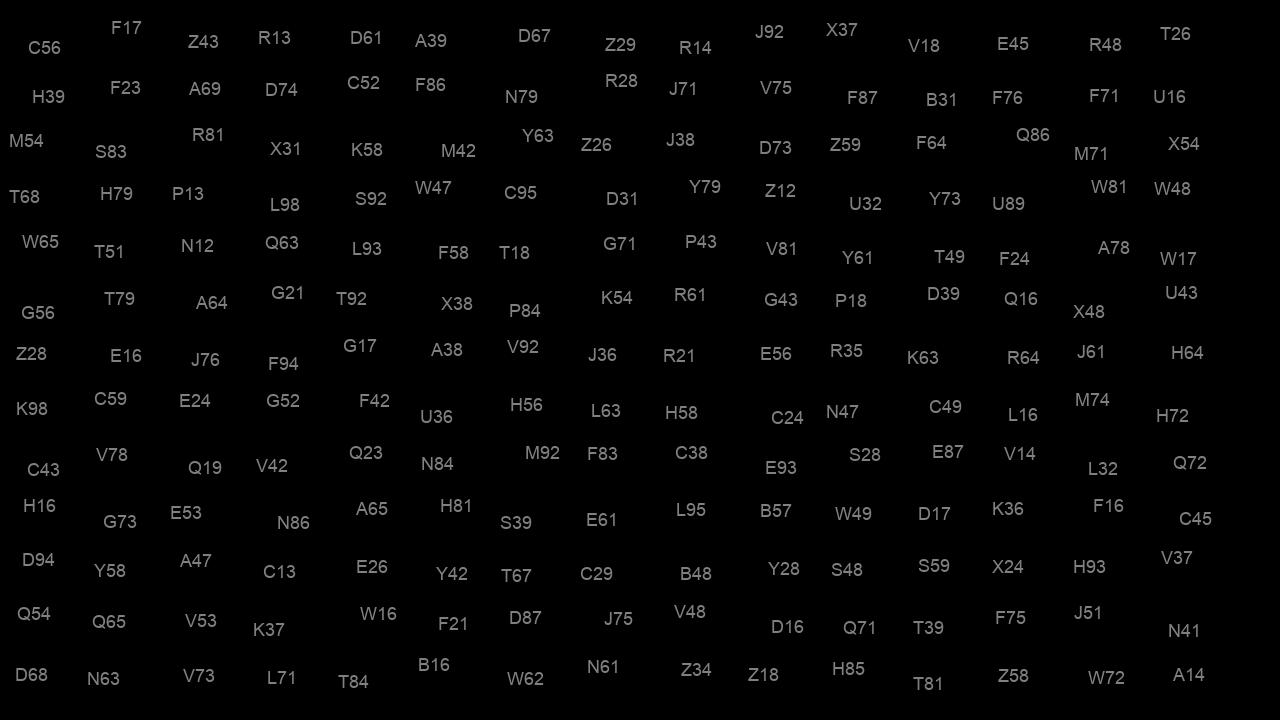 C56 F17 Z43 R13 D61 A39 D67 Z29 R14 J92 X37 V18 E45 R48 T26
H39 F23 A69 D74 C52 F86 N79 R28 J71 V75 F87 B31 F76 F71 U16
M54 S83 R81 X31 K58 M42 Y63 Z26 J38 D73 Z59 F64 Q86 M71 X54
T68 H79 P13 L98 S92 W47 C95 D31 Y79 Z12 U32 Y73 U89 W81 W48
W65 T51 N12 Q63 L93 F58 T18 G71 P43 V81 Y61 T49 F24 A78 W17
G56 T79 A64 G21 T92 X38 P84 K54 R61 G43 P18 D39 Q16 X48 U43
Z28 E16 J76 F94 G17 A38 V92 J36 R21 E56 R35 K63 R64 J61 H64
K98 C59 E24 G52 F42 U36 H56 L63 H58 C24 N47 C49 L16 M74 H72
C43 V78 Q19 V42 Q23 N84 M92 F83 C38 E93 S28 E87 V14 L32 Q72
H16 G73 E53 N86 A65 H81 S39 E61 L95 B57 W49 D17 K36 F16 C45
D94 Y58 A47 C13 E26 Y42 T67 C29 B48 Y28 S48 S59 X24 H93 V37
Q54 Q65 V53 K37 W16 F21 D87 J75 V48 D16 Q71 T39 F75 J51 N41
D68 N63 V73 L71 T84 B16 W62 N61 Z34 Z18 H85 T81 Z58 W72 A14